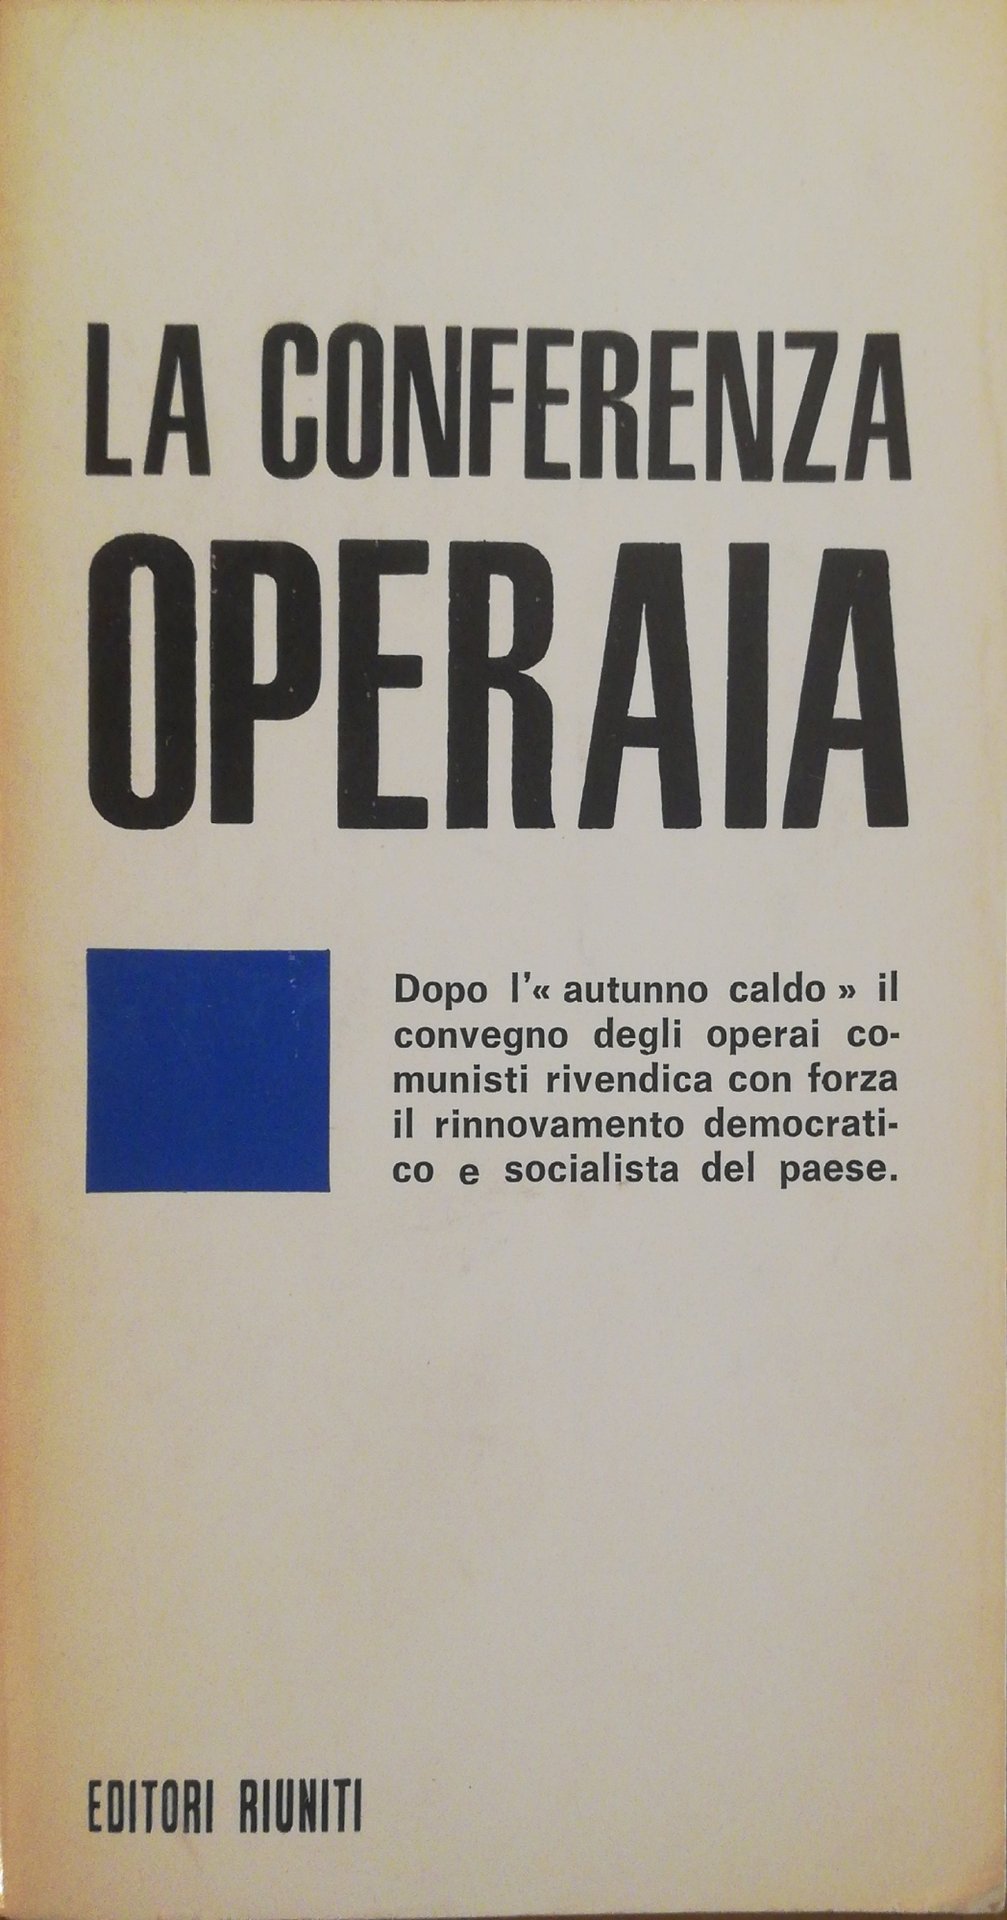 LA CONFERENZA
OPERAIA
Dopo l'« autunno caldo » il
convegno degli operai co-
munisti rivendica con forza
il rinnovamento democrati-
co e socialista del paese.
EDITORI RIUNITI